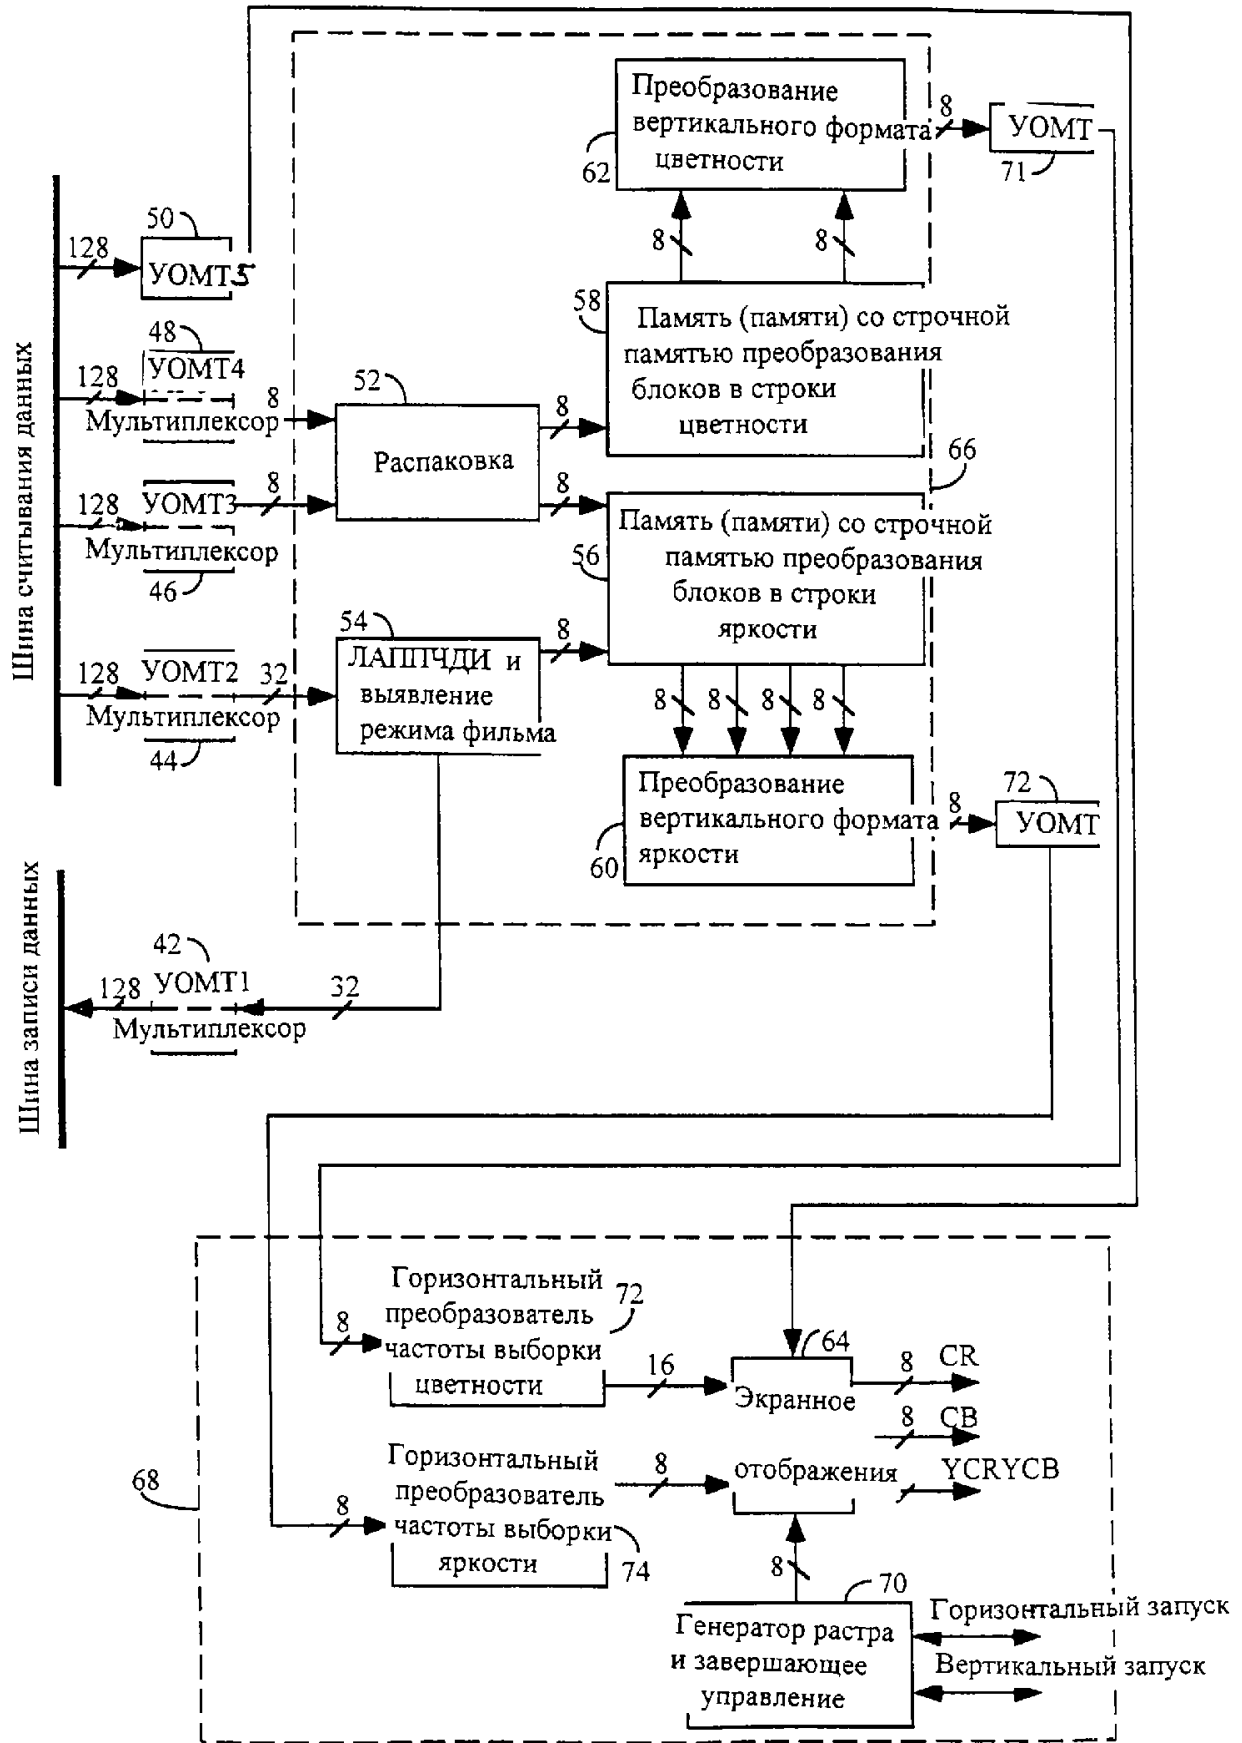 Преобразование
вертикального формата
цветности
62
8
УОМТ
71
50
128
УОМТ5
8
8
58
Память (памяти) со строчной
памятью преобразования
блоков в строки
цветности
48
УОМТ4
128
Мультиплексор
8
52
Распаковка
8
66
Шина считывания данных
128
УОМТ3
8
Мультиплексор
46
8
Память (памяти) со строчной
памятью преобразования
56
блоков в строки
яркости
54
ЛАППЧДИ и
выявление
режима фильма
8
128
УОМТ2
32
Мультиплексор
44
8
8
8
8
Преобразование
вертикального формата
яркости
60
8
72
УОМТ
Шина записи данных
42
УОМТ1
128
32
Мультиплексор
Горизонтальный
преобразователь
частоты выборки
цветности
72
8
16
64
Экранное
отображения
8
CR
8
CB
YCRYCB
68
Горизонтальный
преобразователь
частоты выборки
яркости
8
8
74
8
70
Генератор растра
и завершающее
управление
Горизонтальный запуск
Вертикальный запуск